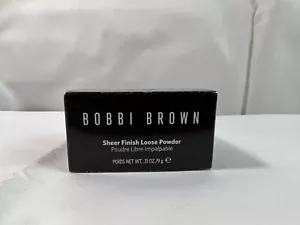 BOBBI BROWN
Sheer Finish Loose Powder
Poudre Libre impalpable
POIDS NET WT. .31 OZ/9 g ℮